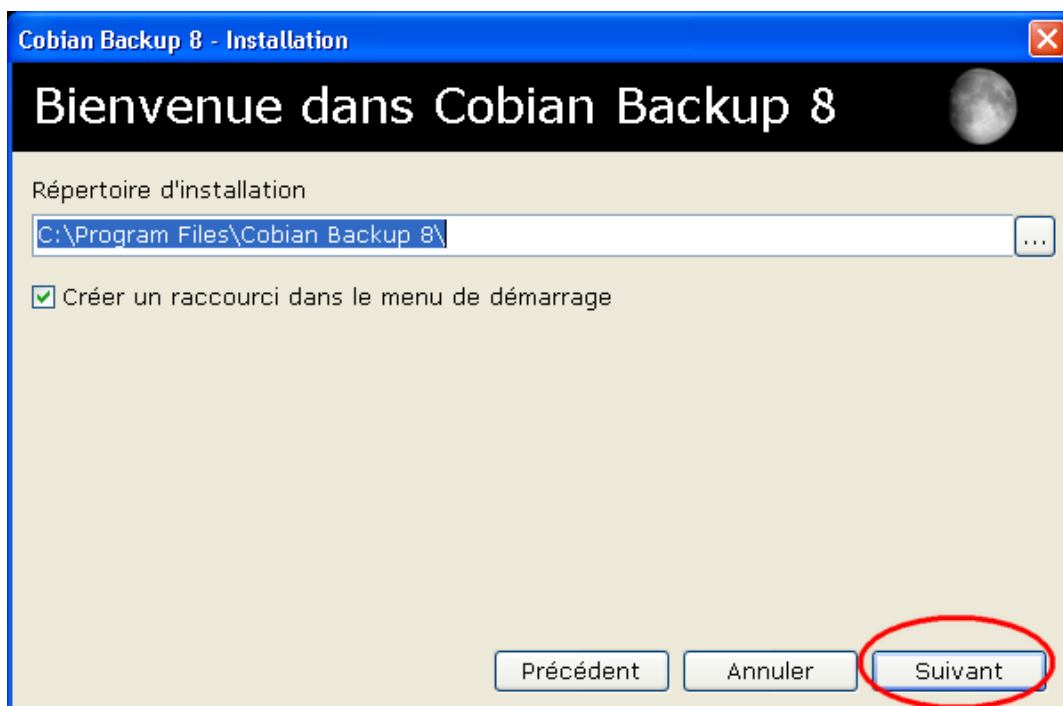 Cobian Backup 8 - Installation
Bienvenue dans Cobian Backup 8
Répertoire d'installation
C:\Program Files\Cobian Backup 8\
...
Créer un raccourci dans le menu de démarrage
Précédent Annuler Suivant